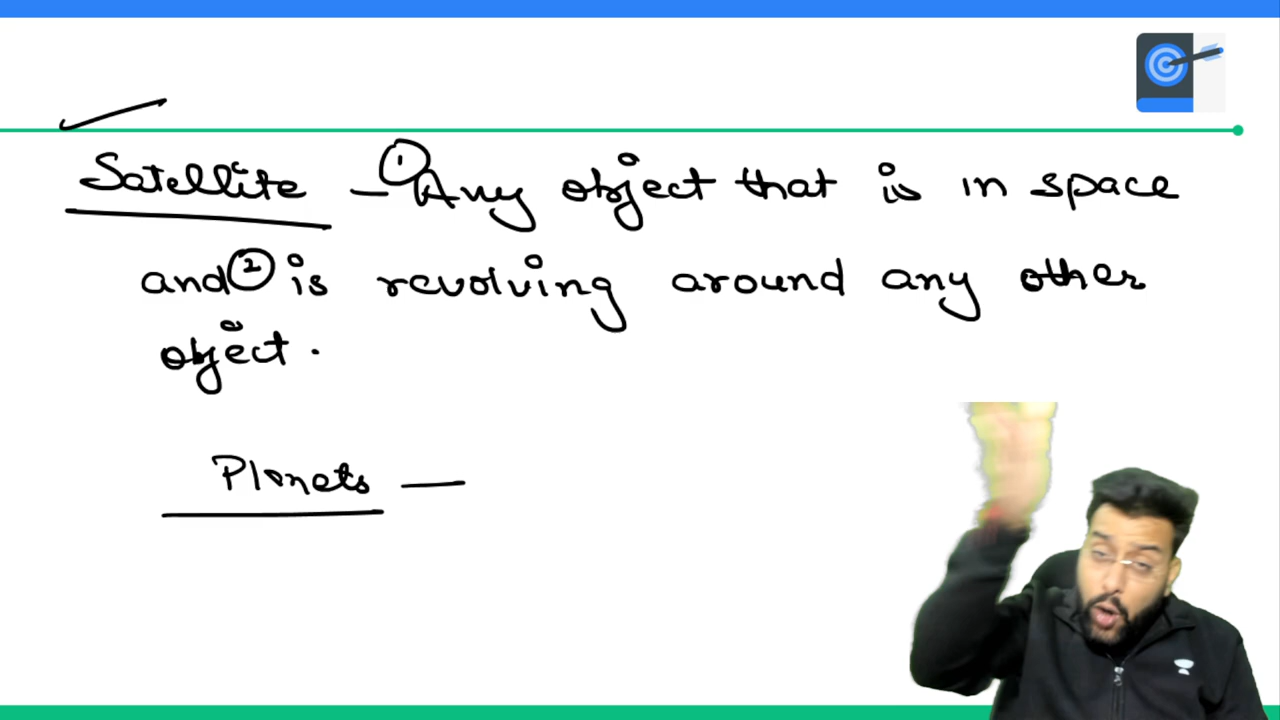 Satellite - ① Any object that is in space
and ② is revolving around any other
object.
Planets —